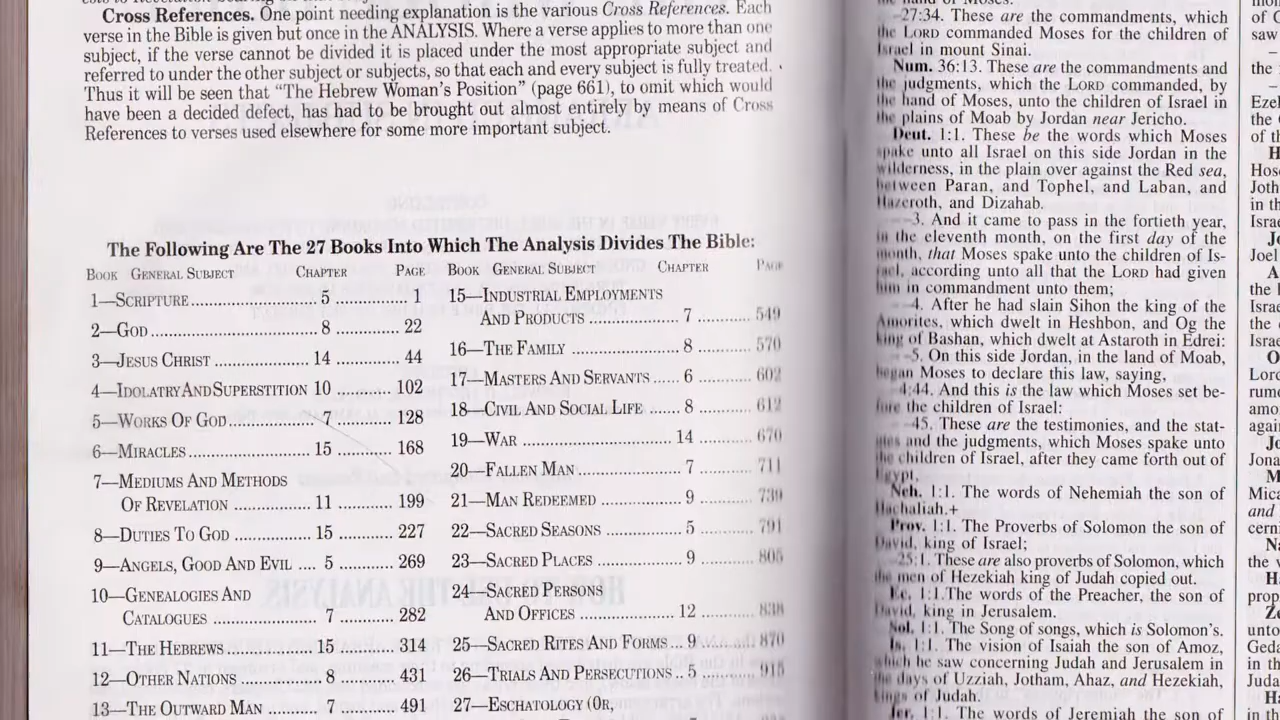 Cross References. One point needing explanation is the various Cross References. Each
verse in the Bible is given but once in the ANALYSIS. Where a verse applies to more than one
subject, if the verse cannot be divided it is placed under the most appropriate subject and
referred to under the other subject or subjects, so that each and every subject is fully treated.
Thus it will be seen that “The Hebrew Woman’s Position” (page 661), to omit which would
have been a decided defect, has had to be brought out almost entirely by means of Cross
References to verses used elsewhere for some more important subject.
The Following Are The 27 Books Into Which The Analysis Divides The Bible:
BOOK GENERAL SUBJECT CHAPTER PAGE
1—SCRIPTURE 5 1
2—GOD 8 22
3—JESUS CHRIST 14 44
4—IDOLATRY AND SUPERSTITION 10 102
5—WORKS OF GOD 7 128
6—MIRACLES 15 168
7—MEDIUMS AND METHODS
OF REVELATION 11 199
8—DUTIES TO GOD 15 227
9—ANGELS, GOOD AND EVIL 5 269
10—GENEALOGIES AND
CATALOGUES 7 282
11—THE HEBREWS 15 314
12—OTHER NATIONS 8 431
13—THE OUTWARD MAN 7 491
BOOK GENERAL SUBJECT CHAPTER PAGE
15—INDUSTRIAL EMPLOYMENTS
AND PRODUCTS 7 549
16—THE FAMILY 8 570
17—MASTERS AND SERVANTS 6 602
18—CIVIL AND SOCIAL LIFE 8 612
19—WAR 14 670
20—FALLEN MAN 7 711
21—MAN REDEEMED 9 739
22—SACRED SEASONS 5 791
23—SACRED PLACES 9 805
24—SACRED PERSONS
AND OFFICES 12 838
25—SACRED RITES AND FORMS 9 870
26—TRIALS AND PERSECUTIONS 5 915
27—ESCHATOLOGY (OR,
—27:34. These are the commandments, which
the LORD commanded Moses for the children of
Israel in mount Sinai.
Num. 36:13. These are the commandments and
the judgments, which the LORD commanded, by
the hand of Moses, unto the children of Israel in
the plains of Moab by Jordan near Jericho.
Deut. 1:1. These be the words which Moses
spake unto all Israel on this side Jordan in the
wilderness, in the plain over against the Red sea,
between Paran, and Tophel, and Laban, and
Hazeroth, and Dizahab.
—3. And it came to pass in the fortieth year,
in the eleventh month, on the first day of the
month, that Moses spake unto the children of Is-
rael, according unto all that the LORD had given
him in commandment unto them;
—4. After he had slain Sihon the king of the
Amorites, which dwelt in Heshbon, and Og the
king of Bashan, which dwelt at Astaroth in Edrei:
—5. On this side Jordan, in the land of Moab,
began Moses to declare this law, saying,
—4:44. And this is the law which Moses set be-
fore the children of Israel:
—45. These are the testimonies, and the stat-
utes and the judgments, which Moses spake unto
the children of Israel, after they came forth out of
Egypt.
Neh. 1:1. The words of Nehemiah the son of
Hachaliah.+
Prov. 1:1. The Proverbs of Solomon the son of
David, king of Israel;
—25:1. These are also proverbs of Solomon, which
the men of Hezekiah king of Judah copied out.
Ec. 1:1.The words of the Preacher, the son of
David, king in Jerusalem.
Sol. 1:1. The Song of songs, which is Solomon's.
Is. 1:1. The vision of Isaiah the son of Amoz,
which he saw concerning Judah and Jerusalem in
the days of Uzziah, Jotham, Ahaz, and Hezekiah,
kings of Judah.
Jer. 1:1. The words of Jeremiah the son of